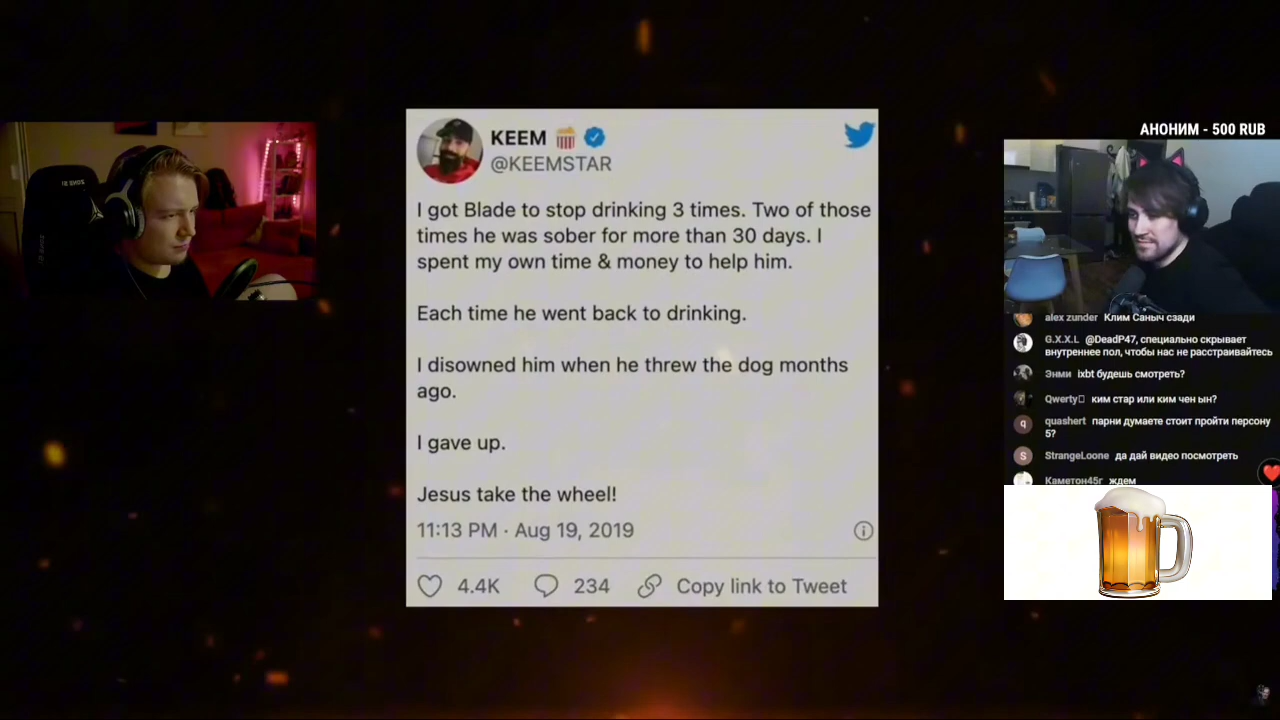 KEEM
@KEEMSTAR
I got Blade to stop drinking 3 times. Two of those
times he was sober for more than 30 days. I
spent my own time & money to help him.
Each time he went back to drinking.
I disowned him when he threw the dog months
ago.
I gave up.
Jesus take the wheel!
11:13 PM · Aug 19, 2019
4.4K
234
Copy link to Tweet
АНОНИМ - 500 RUB
alex zunder Клим Саныч сзади
G.X.X.L @DeadP47, специально скрывает
внутреннее пол, чтобы нас не расстраивайтесь
Энми ixbt будешь смотреть?
Qwerty ким стар или ким чен ын?
quashert парни думаете стоит пройти персону
5?
StrangeLoone да дай видео посмотреть
Каметон45г ждем